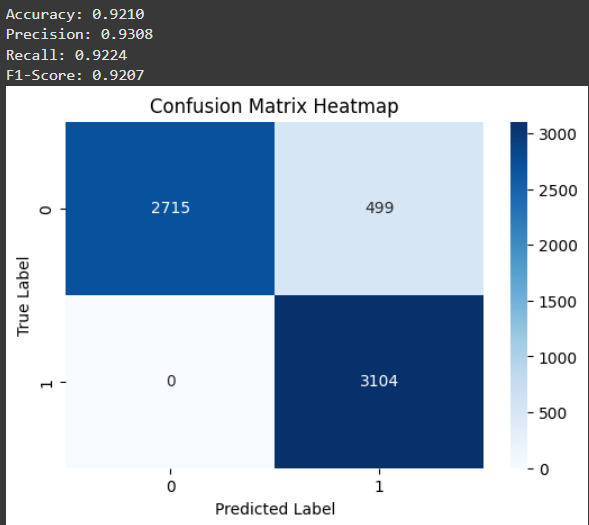 Accuracy: 0.9210
Precision: 0.9308
Recall: 0.9224
F1-Score: 0.9207
Confusion Matrix Heatmap
3000
2500
2000
1500
1000
500
0
True Label
0
1
2715
499
0
3104
0
1
Predicted Label